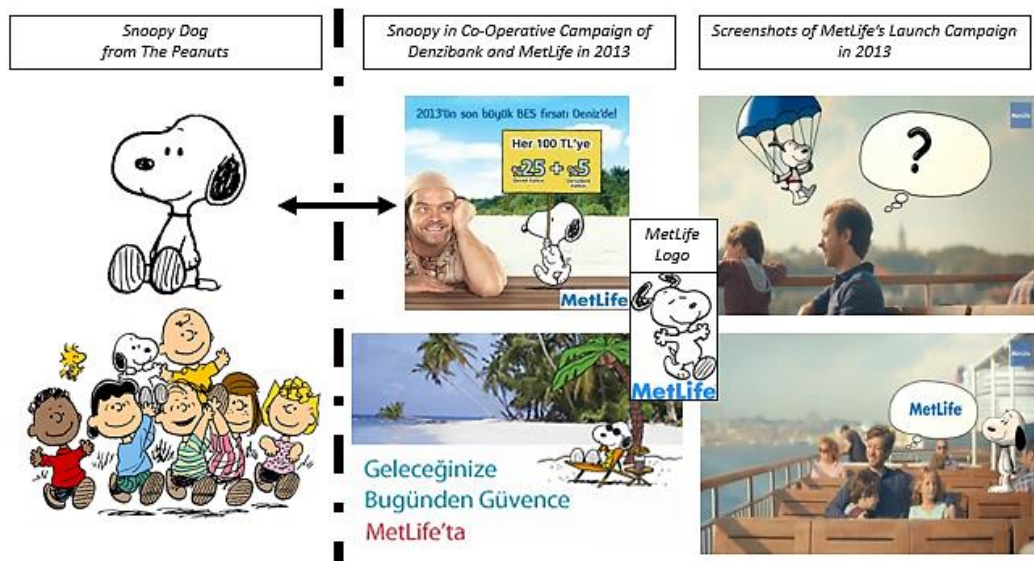 Snoopy Dog
from The Peanuts
Snoopy in Co-Operative Campaign of
Denzibank and MetLife in 2013
Screenshots of MetLife's Launch Campaign
in 2013
2013'ün son büyük BES fırsatı Deniz'de!
Her 100 TL'ye
%25 + %5
MetLife
MetLife
Logo
MetLife
Geleceğinize
Bugünden Güvence
MetLife'ta
MetLife
?
MetLife
MetLife